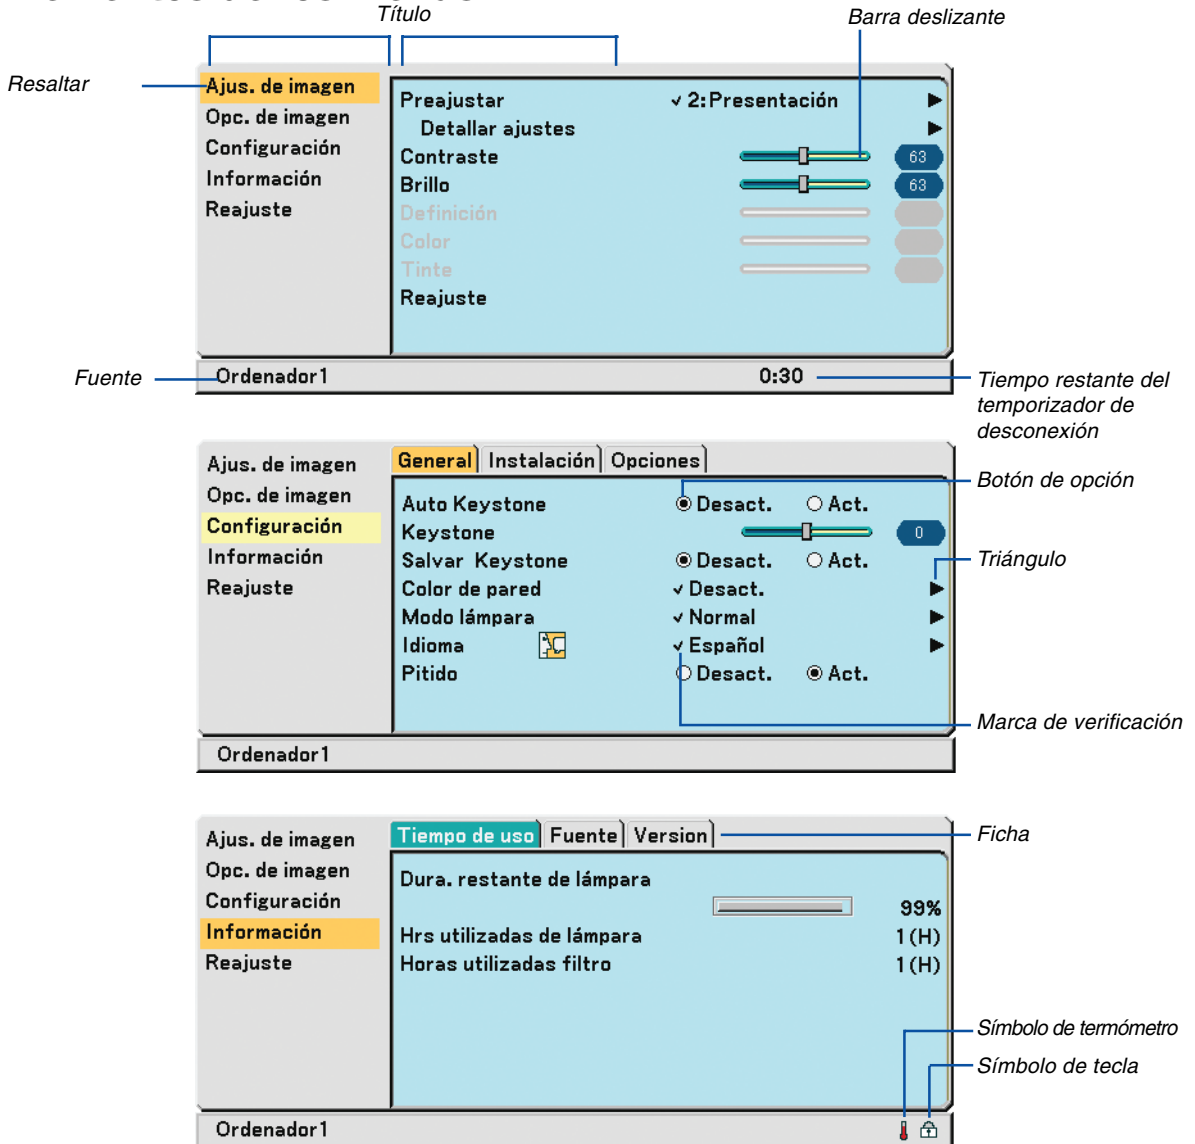 Título
Barra deslizante
Resaltar
Ajus. de imagen
Opc. de imagen
Configuración
Información
Reajuste
Preajustar ✓ 2:Presentación ▶
Detallar ajustes ▶
Contraste 63
Brillo 63
Definición
Color
Tinte
Reajuste
Fuente
Ordenador1 0:30
Tiempo restante del
temporizador de
desconexión
Ajus. de imagen
Opc. de imagen
Configuración
Información
Reajuste
General Instalación Opciones
Auto Keystone Desact. Act.
Keystone 0
Salvar Keystone Desact. Act.
Color de pared ✓ Desact. ▶
Modo lámpara ✓ Normal ▶
Idioma ✓ Español ▶
Pitido Desact. Act.
Botón de opción
Triángulo
Marca de verificación
Ordenador1
Ajus. de imagen
Opc. de imagen
Configuración
Información
Reajuste
Tiempo de uso Fuente Version
Ficha
Dura. restante de lámpara
99%
Hrs utilizadas de lámpara 1(H)
Horas utilizadas filtro 1(H)
Símbolo de termómetro
Símbolo de tecla
Ordenador1